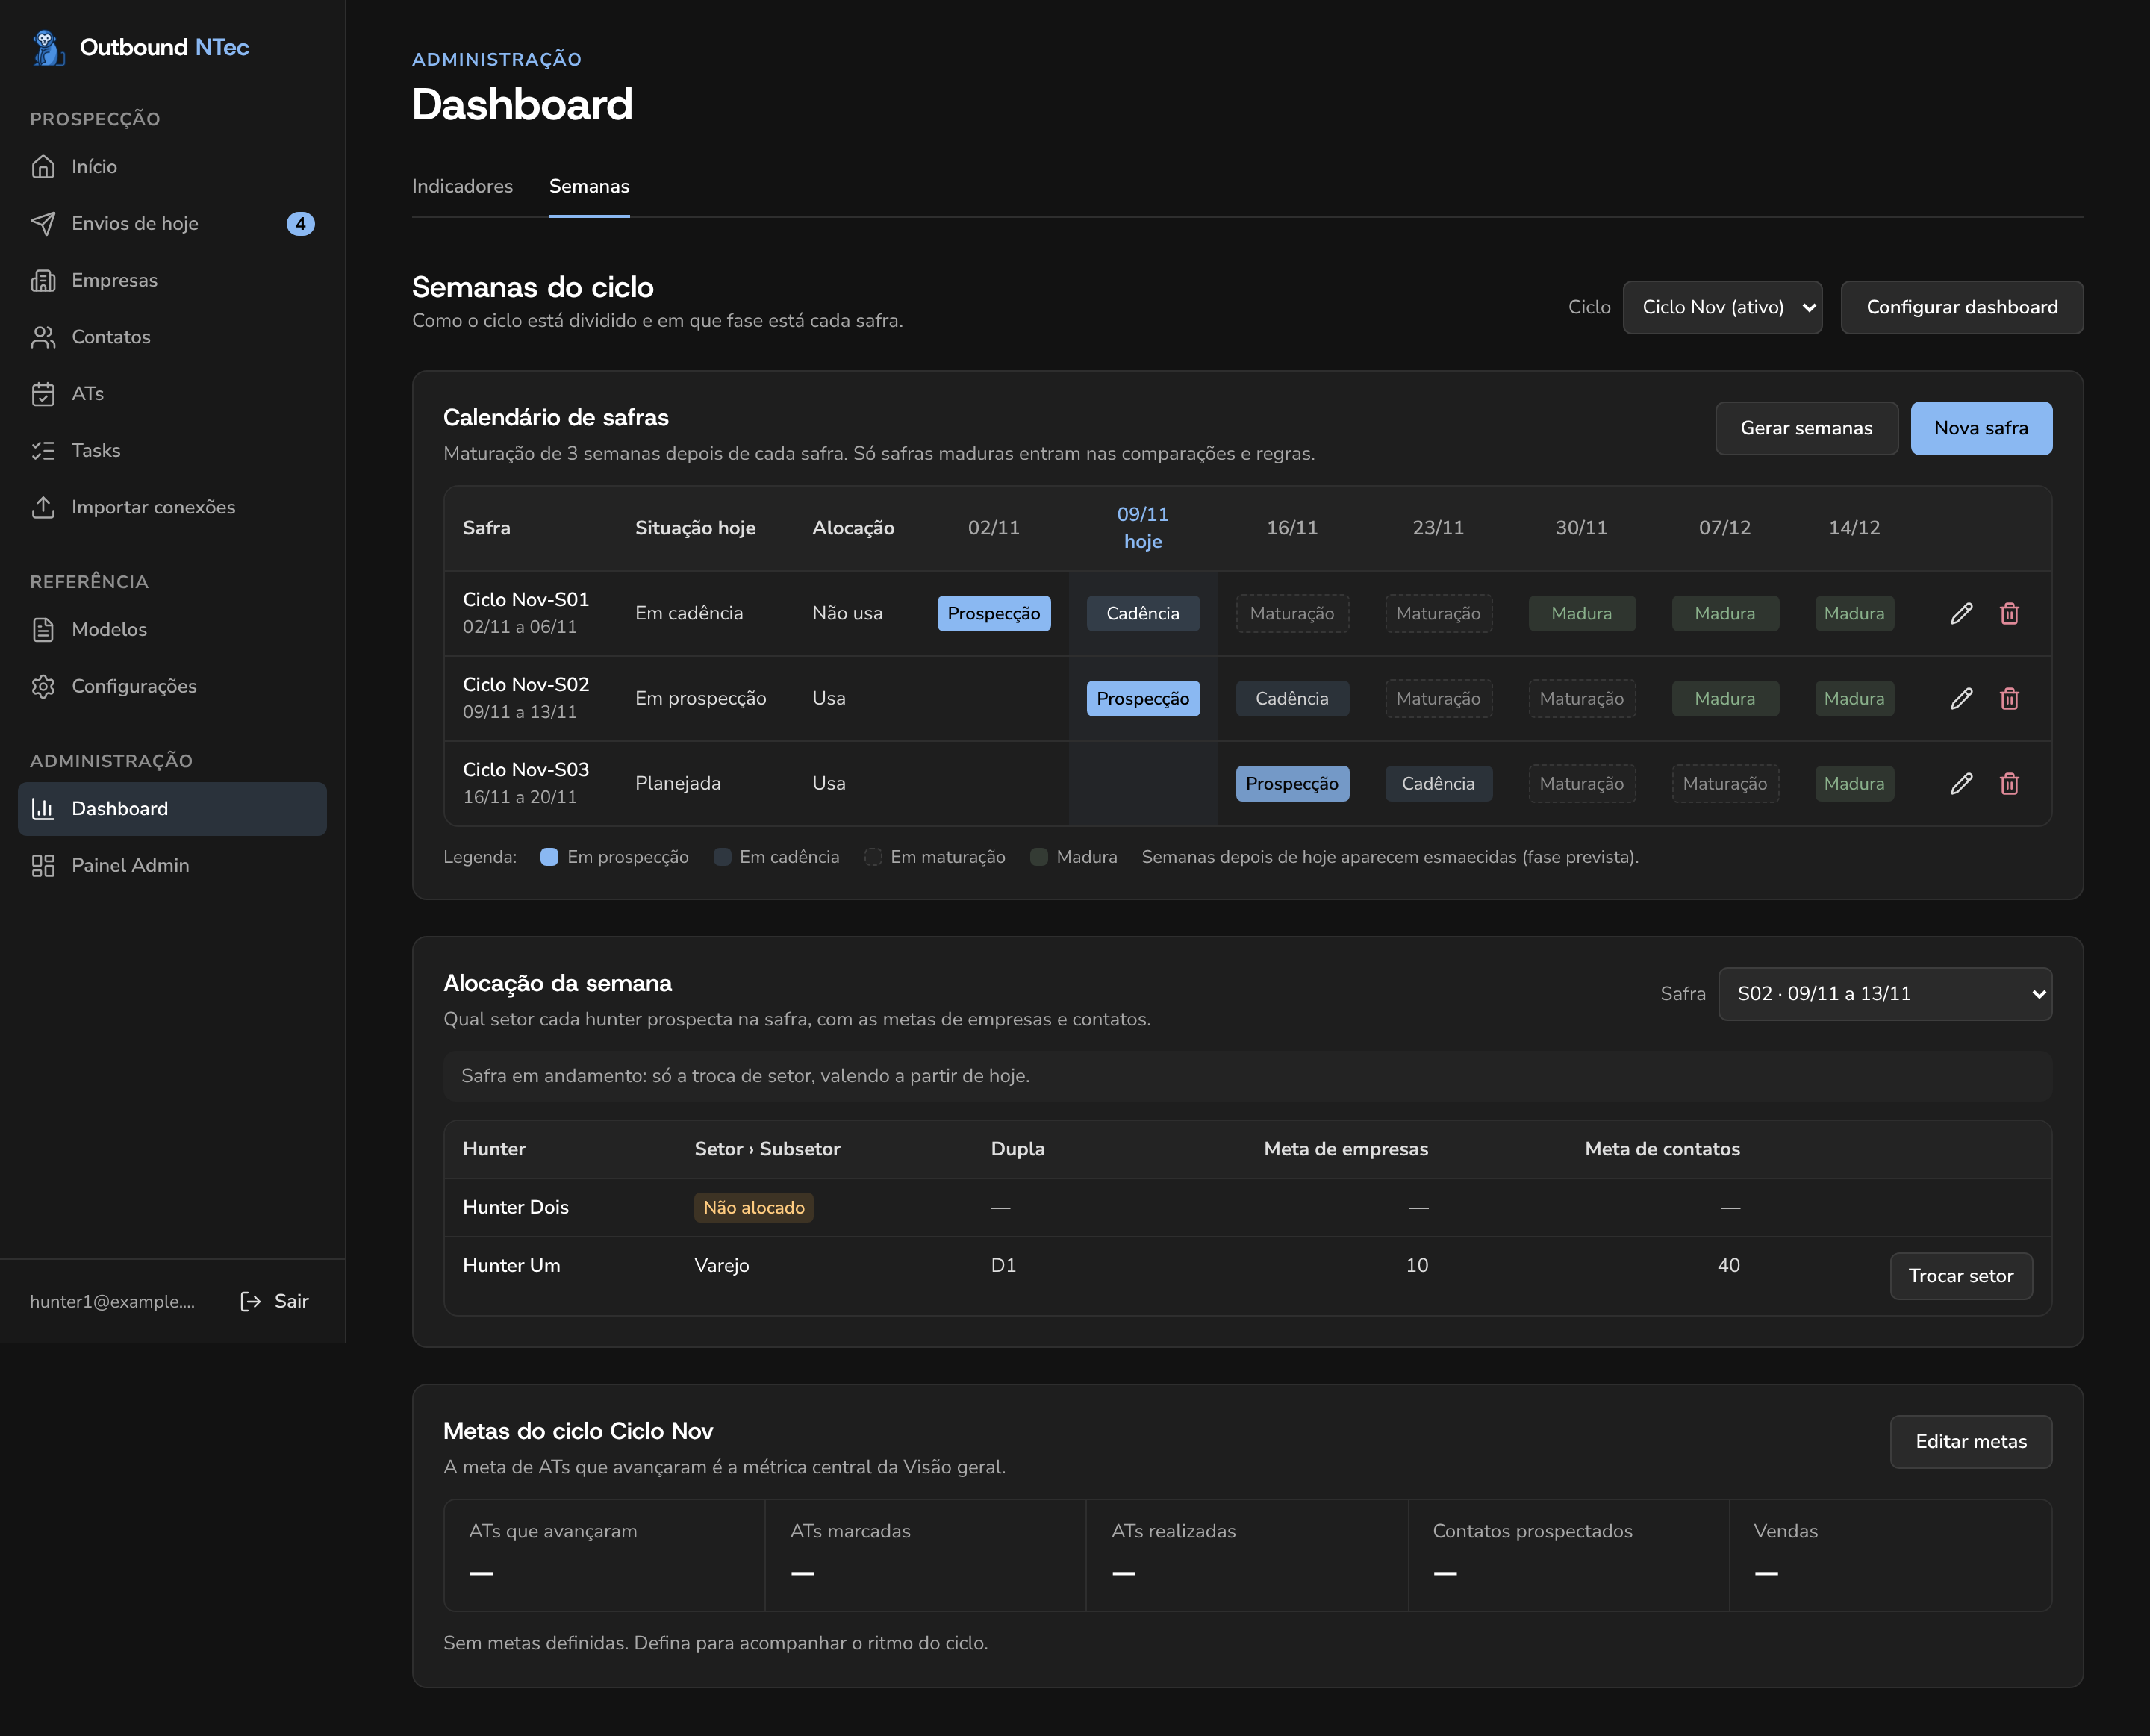 Outbound NTec
PROSPECÇÃO
Início
Envios de hoje 4
Empresas
Contatos
ATs
Tasks
Importar conexões
REFERÊNCIA
Modelos
Configurações
ADMINISTRAÇÃO
Dashboard
Painel Admin
hunter1@example.... Sair
ADMINISTRAÇÃO
Dashboard
Indicadores Semanas
Semanas do ciclo
Como o ciclo está dividido e em que fase está cada safra.
Ciclo Ciclo Nov (ativo) Configurar dashboard
Calendário de safras
Maturação de 3 semanas depois de cada safra. Só safras maduras entram nas comparações e regras.
Gerar semanas Nova safra
Safra Situação hoje Alocação 02/11 09/11 hoje 16/11 23/11 30/11 07/12 14/12
Ciclo Nov-S01 Em cadência Não usa Prospecção Cadência Maturação Maturação Madura Madura Madura
02/11 a 06/11
Ciclo Nov-S02 Em prospecção Usa Prospecção Cadência Maturação Maturação Madura Madura
09/11 a 13/11
Ciclo Nov-S03 Planejada Usa Prospecção Cadência Maturação Maturação Madura
16/11 a 20/11
Legenda: Em prospecção Em cadência Em maturação Madura Semanas depois de hoje aparecem esmaecidas (fase prevista).
Alocação da semana
Qual setor cada hunter prospecta na safra, com as metas de empresas e contatos.
Safra S02 · 09/11 a 13/11
Safra em andamento: só a troca de setor, valendo a partir de hoje.
Hunter Setor › Subsetor Dupla Meta de empresas Meta de contatos
Hunter Dois Não alocado — — —
Hunter Um Varejo D1 10 40 Trocar setor
Metas do ciclo Ciclo Nov
A meta de ATs que avançaram é a métrica central da Visão geral.
Editar metas
ATs que avançaram ATs marcadas ATs realizadas Contatos prospectados Vendas
— — — — —
Sem metas definidas. Defina para acompanhar o ritmo do ciclo.